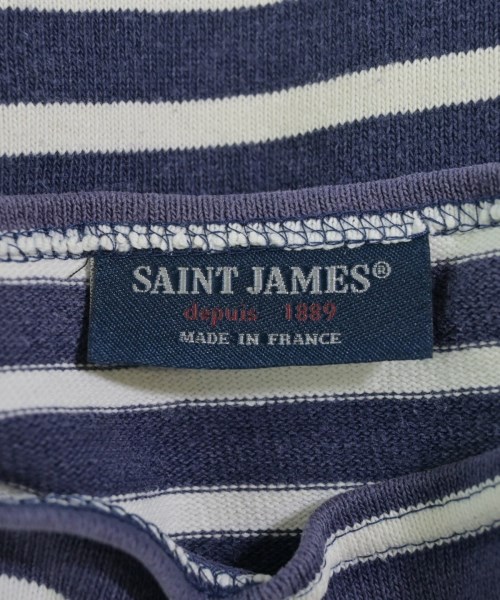 SAINT JAMES®
depuis 1889
MADE IN FRANCE